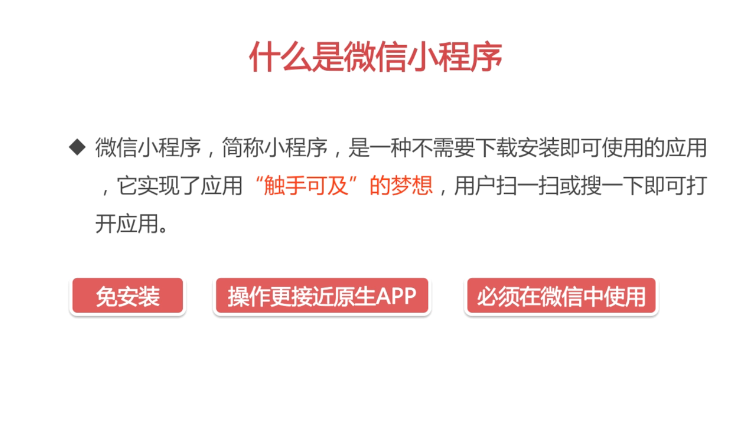 什么是微信小程序
◆ 微信小程序，简称小程序，是一种不需要下载安装即可使用的应用
，它实现了应用“触手可及”的梦想，用户扫一扫或搜一下即可打
开应用。
免安装 操作更接近原生APP 必须在微信中使用